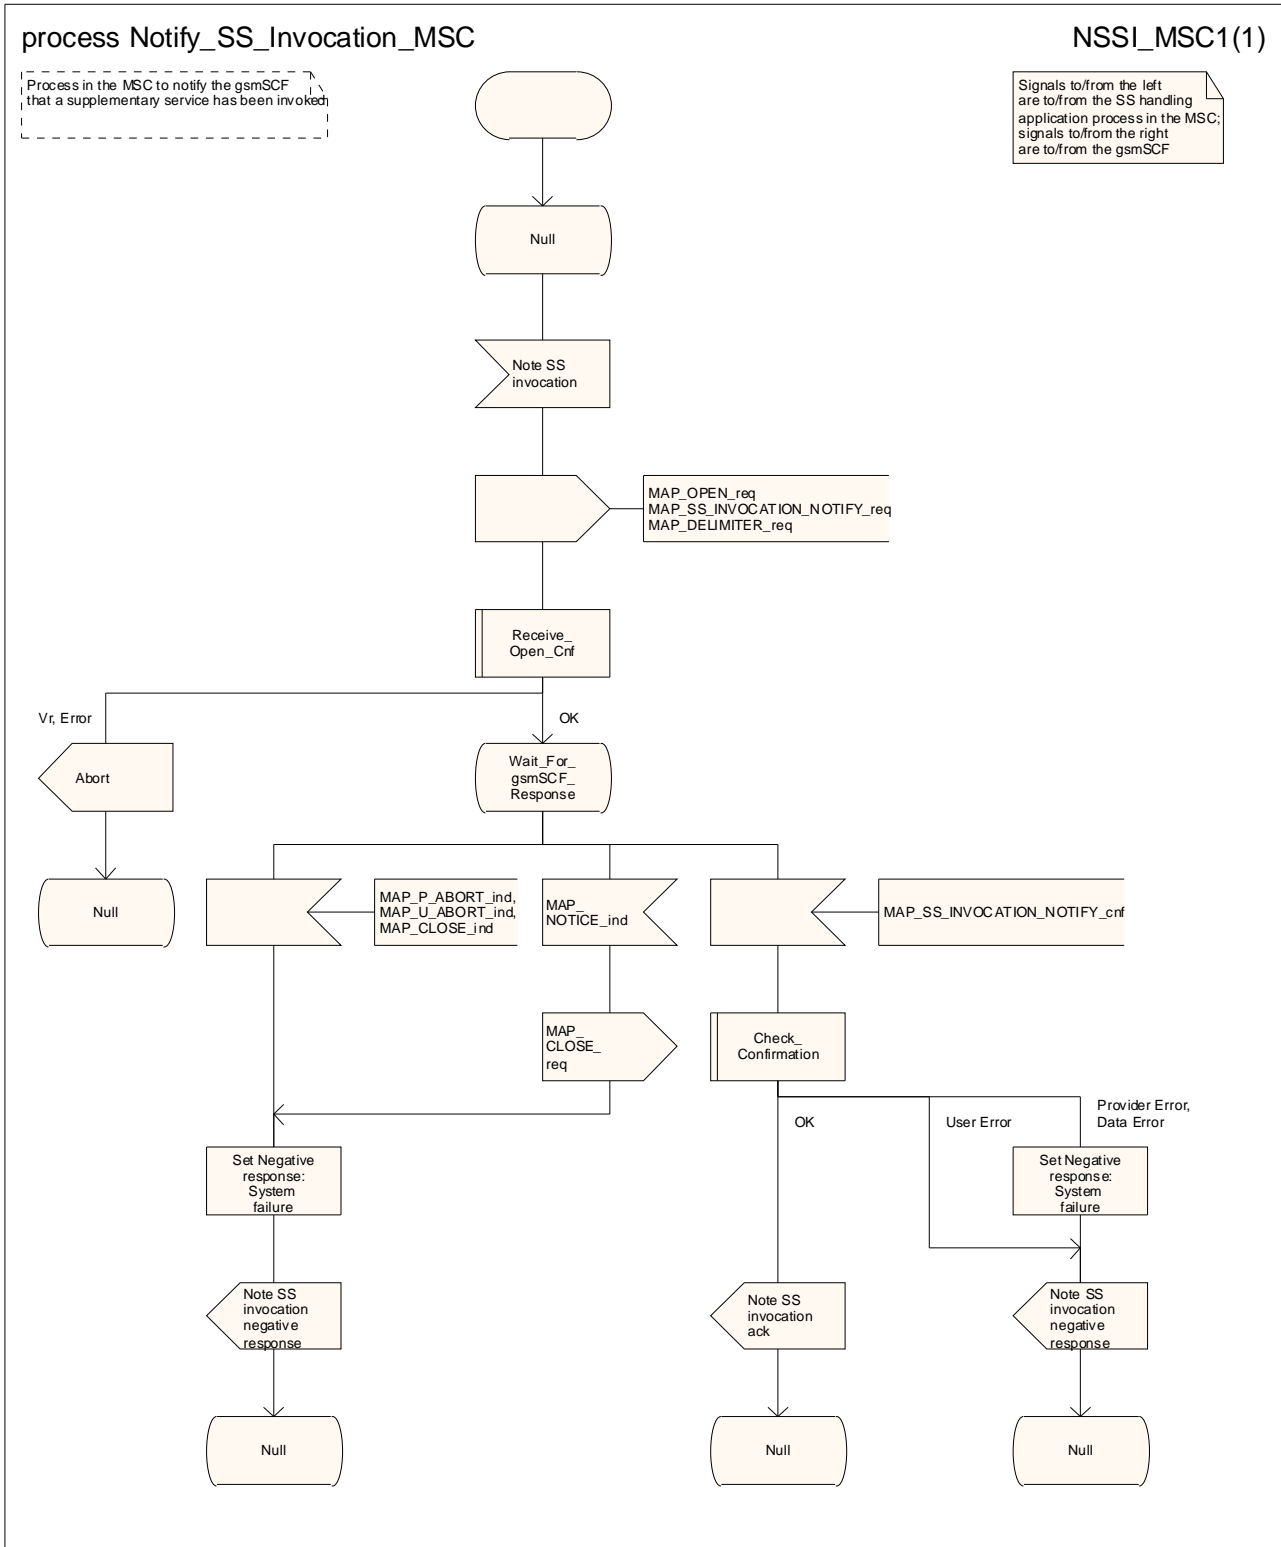 process Notify_SS_Invocation_MSC
NSSI_MSC1(1)
Process in the MSC to notify the gsmSCF
that a supplementary service has been invoked
Signals to/from the left
are to/from the SS handling
application process in the MSC;
signals to/from the right
are to/from the gsmSCF
Null
Note SS
invocation
MAP_OPEN_req
MAP_SS_INVOCATION_NOTIFY_req
MAP_DELIMITER_req
Receive_
Open_Cnf
Vr, Error
OK
Abort
Wait_For_
gsmSCF_
Response
Null
MAP_P_ABORT_ind,
MAP_U_ABORT_ind,
MAP_CLOSE_ind
MAP_
NOTICE_ind
MAP_SS_INVOCATION_NOTIFY_cnf
MAP_
CLOSE_
req
Check_
Confirmation
OK
User Error
Provider Error,
Data Error
Set Negative
response:
System
failure
Set Negative
response:
System
failure
Note SS
invocation
negative
response
Note SS
invocation
ack
Note SS
invocation
negative
response
Null
Null
Null